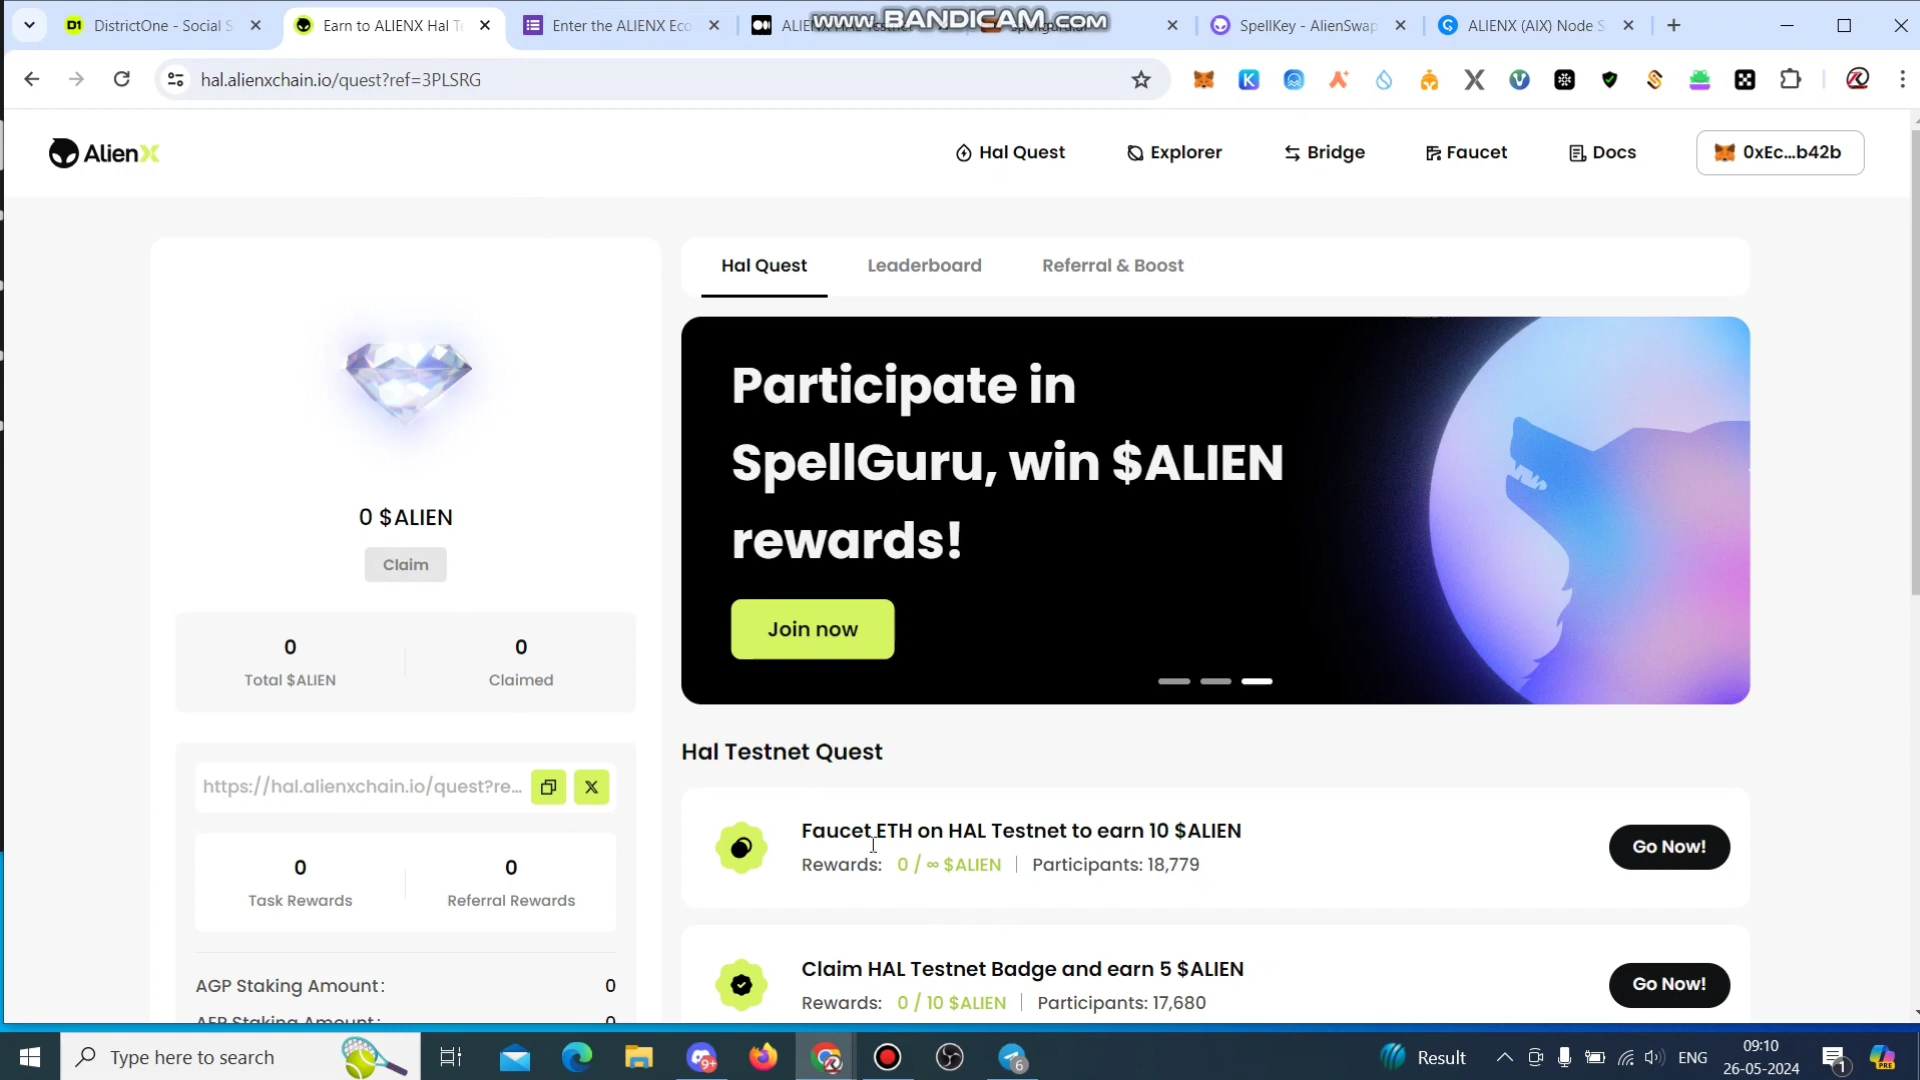 DistrictOne - Social S
Earn to ALIENX Hal Te
Enter the ALIENX Eco
www.BANDICAM.com
SpellKey - AlienSwap
ALIENX (AIX) Node S
hal.alienxchain.io/quest?ref=3PLSRG
AlienX
Hal Quest
Explorer
Bridge
Faucet
Docs
0xEc...b42b
Hal Quest
Leaderboard
Referral & Boost
Participate in
SpellGuru, win $ALIEN
rewards!
Join now
0 $ALIEN
Claim
0
Total $ALIEN
0
Claimed
https://hal.alienxchain.io/quest?re...
0
Task Rewards
0
Referral Rewards
AGP Staking Amount:
0
AFP Staking Amount:
0
Hal Testnet Quest
Faucet ETH on HAL Testnet to earn 10 $ALIEN
Rewards: 0 / ∞ $ALIEN | Participants: 18,779
Go Now!
Claim HAL Testnet Badge and earn 5 $ALIEN
Rewards: 0 / 10 $ALIEN | Participants: 17,680
Go Now!
Type here to search
Result
ENG
09:10
26-05-2024